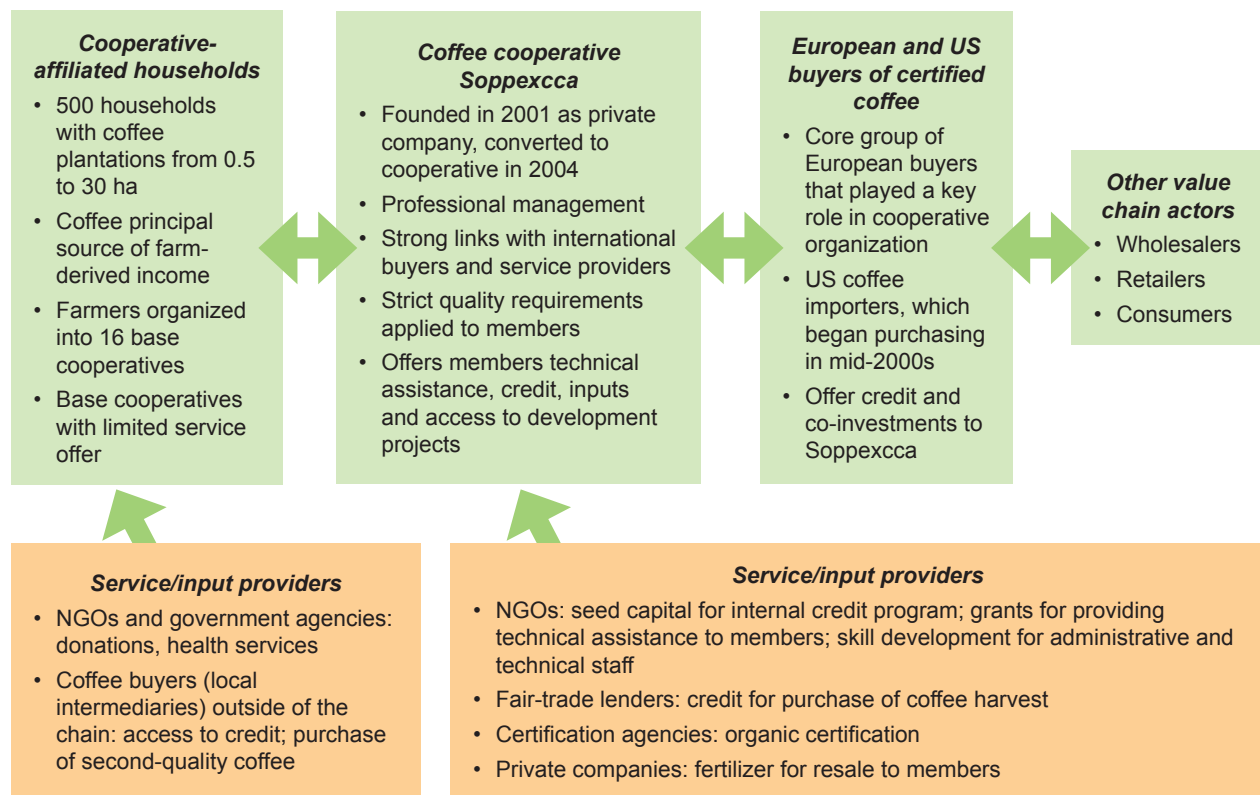 Cooperative-
affiliated households
• 500 households
with coffee
plantations from 0.5
to 30 ha
• Coffee principal
source of farm-
derived income
• Farmers organized
into 16 base
cooperatives
• Base cooperatives
with limited service
offer
Coffee cooperative
Soppexcca
• Founded in 2001 as private
company, converted to
cooperative in 2004
• Professional management
• Strong links with international
buyers and service providers
• Strict quality requirements
applied to members
• Offers members technical
assistance, credit, inputs
and access to development
projects
European and US
buyers of certified
coffee
• Core group of
European buyers
that played a key
role in cooperative
organization
• US coffee
importers, which
began purchasing
in mid-2000s
• Offer credit and
co-investments to
Soppexcca
Other value
chain actors
• Wholesalers
• Retailers
• Consumers
Service/input providers
• NGOs and government agencies:
donations, health services
• Coffee buyers (local
intermediaries) outside of the
chain: access to credit; purchase
of second-quality coffee
Service/input providers
• NGOs: seed capital for internal credit program; grants for providing
technical assistance to members; skill development for administrative and
technical staff
• Fair-trade lenders: credit for purchase of coffee harvest
• Certification agencies: organic certification
• Private companies: fertilizer for resale to members